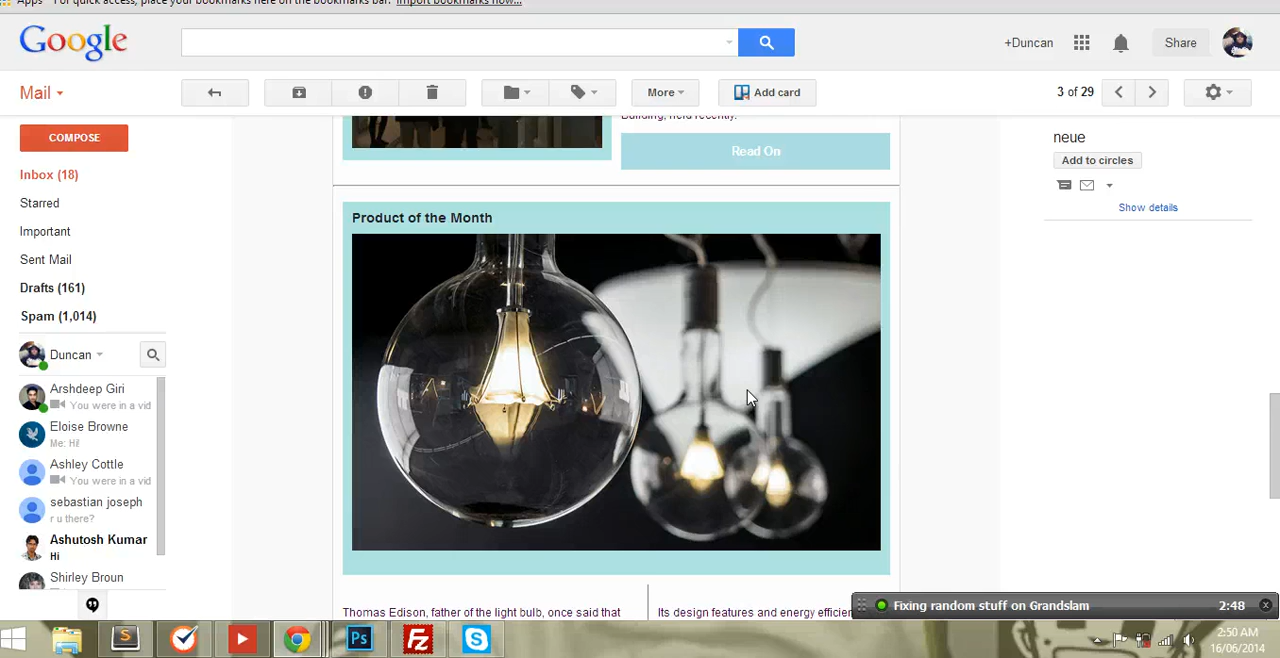 Apps For quick access, place your bookmarks here on the bookmarks bar. Import bookmarks now...
Google
+Duncan
Share
Mail
More
Add card
3 of 29
COMPOSE
Inbox (18)
Starred
Important
Sent Mail
Drafts (161)
Spam (1,014)
Duncan
Arshdeep Giri
You were in a vid
Eloise Browne
Me: Hi!
Ashley Cottle
You were in a vid
sebastian joseph
r u there?
Ashutosh Kumar
Hi
Shirley Broun
Building, held recently.
Read On
Product of the Month
Thomas Edison, father of the light bulb, once said that
Its design features and energy efficien
neue
Add to circles
Show details
Fixing random stuff on Grandslam
2:48
S
Ps
Fz
S
2:50 AM
16/06/2014